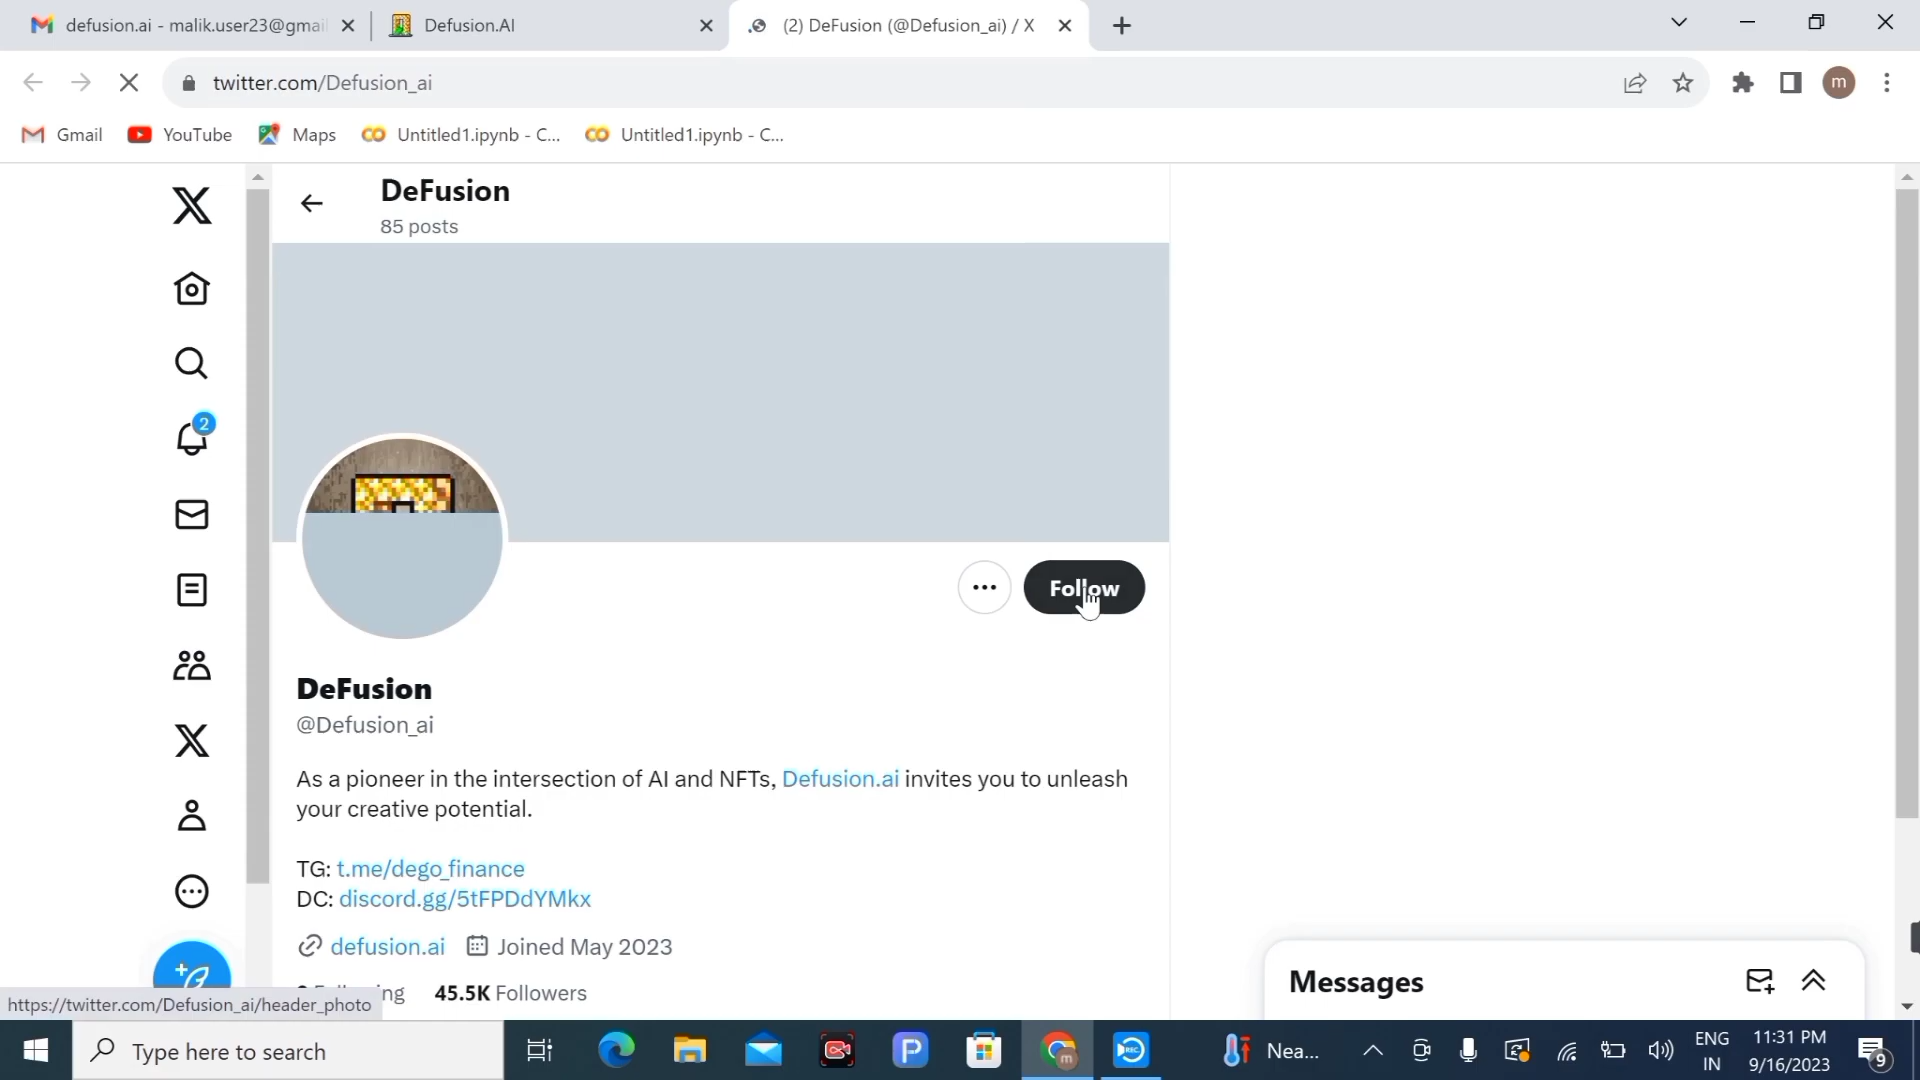 defusion.ai - malik.user23@gmai
Defusion.AI
(2) DeFusion (@Defusion_ai) / X
twitter.com/Defusion_ai
m
Gmail
YouTube
Maps
Untitled1.ipynb - C...
Untitled1.ipynb - C...
DeFusion
85 posts
2
Follow
DeFusion
@Defusion_ai
As a pioneer in the intersection of AI and NFTs, Defusion.ai invites you to unleash
your creative potential.
TG: t.me/dego_finance
DC: discord.gg/5tFPDdYMkx
defusion.ai Joined May 2023
45.5K Followers
Messages
https://twitter.com/Defusion_ai/header_photo
Type here to search
P
m
REC
Nea...
ENG
IN
11:31 PM
9/16/2023
9